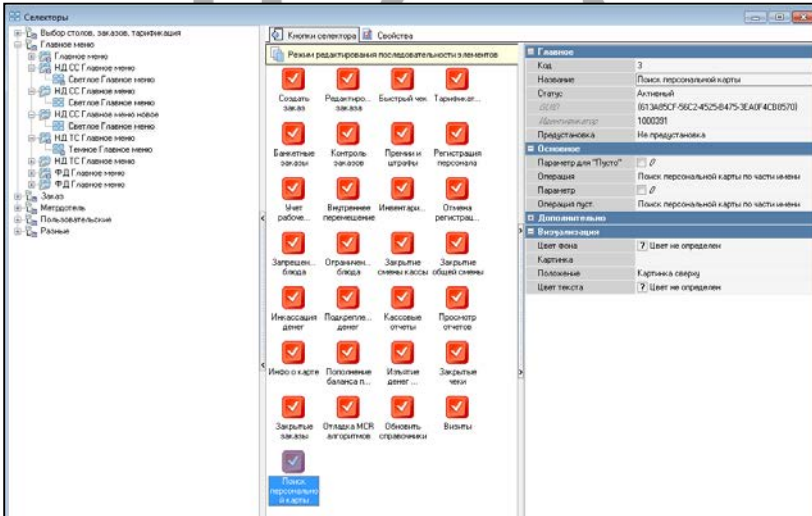 Селекторы
Выбор столов, заказов, тарификация
Главное меню
Главное меню
НД СС Главное меню
Светлое Главное меню
НД СС Главное меню
Светлое Главное меню
НД СС Главное меню новое
Светлое Главное меню
НД ТС Главное меню
Темное Главное меню
НД ТС Главное меню
ФД Главное меню
ФД Главное меню
Заказ
Метрдотель
Пользовательские
Разные
Кнопки селектора Свойства
Режим редактирования последовательности элементов
Создать заказ
Редактиро... заказа
Быстрый чек
Тарификат...
Банкетные заказы
Контроль заказов
Премии и штрафы
Регистрация персонала
Учет рабоче...
Внутреннее перемещение
Инвентари...
Отмена регистрац...
Запрещен... блюда
Ограничен... блюда
Закрытие смены кассы
Закрытие общей смены
Инкассация денег
Подкрепле... денег
Кассовые отчеты
Просмотр отчетов
Инфо о карте
Пополнение баланса п...
Изъятие денег ...
Закрытые чеки
Закрытые заказы
Отладка MCR алгоритмов
Обновить справочники
Визиты
Поиск персонально й карты
Главное
Код 3
Название Поиск персональной карты
Статус Активный
GUID
Идентификатор 1000391
Предустановка Не предустановка
Основное
Параметр для "Пусто" 0
Операция Поиск персональной карты по части имени
Параметр 0
Операция пуст. Поиск персональной карты по части имени
Дополнительно
Визуализация
Цвет фона ? Цвет не определен
Картинка
Положение Картинка сверху
Цвет текста ? Цвет не определен